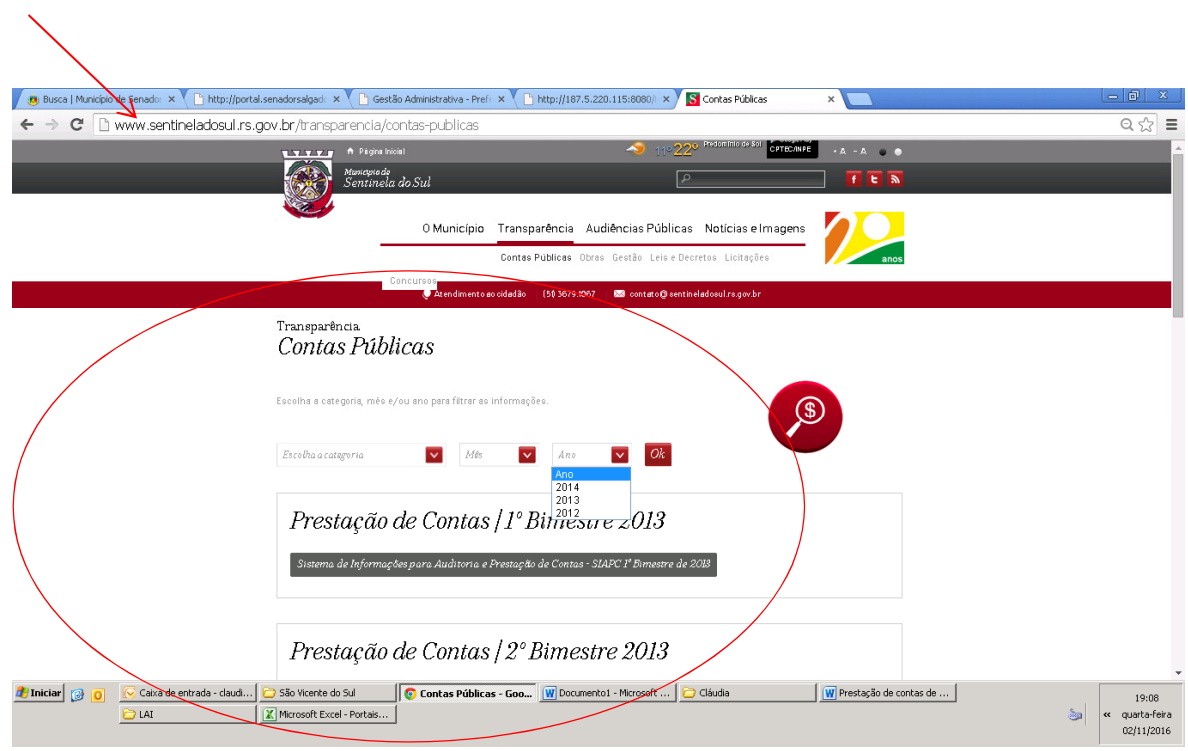 Busca | Município de Senador
http://portal.senadorsalgad
Gestão Administrativa - Pref
http://187.5.220.115:8080/
Contas Públicas
www.sentineladosul.rs.gov.br/transparencia/contas-publicas
Página Inicial
11º 22º Predomínio de Sol
CPTEC/INPE
- A - A
Município de
Sentinela do Sul
O Município Transparência Audiências Públicas Notícias e Imagens
anos
Contas Públicas Obras Gestão Leis e Decretos Licitações
Concursos
Atendimento ao cidadão (51) 3679.1067 contato@sentineladosul.rs.gov.br
Transparência
Contas Públicas
Escolha a categoria, mês e/ou ano para filtrar as informações.
Escolha a categoria Mês Ano Ok
Ano
2014
2013
2012
Prestação de Contas | 1º Bimestre 2013
Sistema de Informações para Auditoria e Prestação de Contas - SIAPC 1º Bimestre de 2013
Prestação de Contas | 2º Bimestre 2013
Iniciar
Caixa de entrada - claudi...
São Vicente do Sul
Contas Públicas - Goo...
Documento1 - Microsoft ...
Cláudia
Prestação de contas de ...
LAI
Microsoft Excel - Portais...
19:08
quarta-feira
02/11/2016